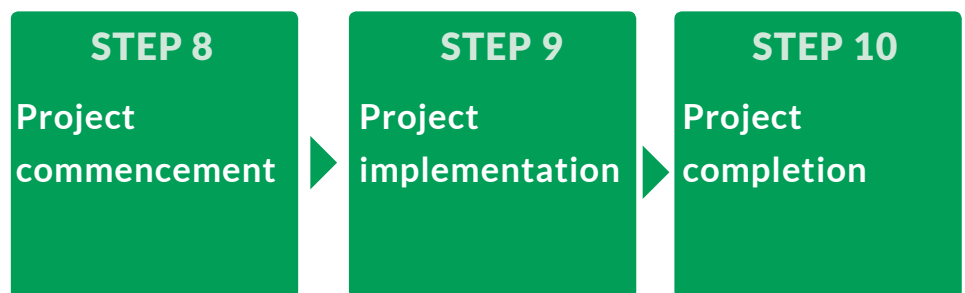 STEP 8
Project
commencement
STEP 9
Project
implementation
STEP 10
Project
completion